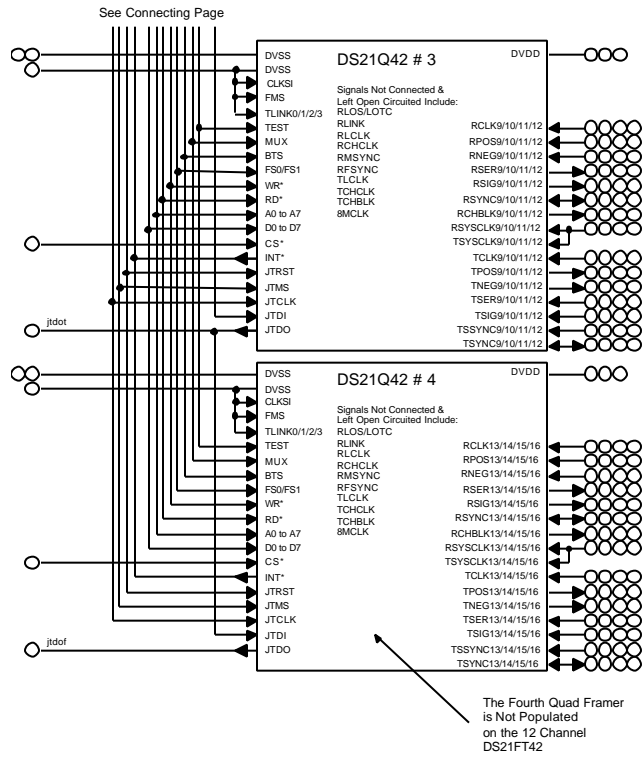 See Connecting Page
DS21Q42 # 3
DVSS
DVSS
CLKSI
FMS
TLINK0/1/2/3
TEST
MUX
BTS
FS0/FS1
WR*
RD*
A0 to A7
D0 to D7
CS*
INT*
JTRST
JTMS
JTCLK
JTDI
JTDO
jtdot
Signals Not Connected &
Left Open Circuited Include:
RLOS/LOTC
RLINK
RLCLK
RCHCLK
RMSYNC
RFSYNC
TLCLK
TCHCLK
TCHBLK
8MCLK
DVDD
RCLK9/10/11/12
RPOS9/10/11/12
RNEG9/10/11/12
RSER9/10/11/12
RSIG9/10/11/12
RSYNC9/10/11/12
RCHBLK9/10/11/12
RSYSCLK9/10/11/12
TSYSCLK9/10/11/12
TCLK9/10/11/12
TPOS9/10/11/12
TNEG9/10/11/12
TSER9/10/11/12
TSIG9/10/11/12
TSSYNC9/10/11/12
TSYNC9/10/11/12
DS21Q42 # 4
DVSS
DVSS
CLKSI
FMS
TLINK0/1/2/3
TEST
MUX
BTS
FS0/FS1
WR*
RD*
A0 to A7
D0 to D7
CS*
INT*
JTRST
JTMS
JTCLK
JTDI
JTDO
jtdof
Signals Not Connected &
Left Open Circuited Include:
RLOS/LOTC
RLINK
RLCLK
RCHCLK
RMSYNC
RFSYNC
TLCLK
TCHCLK
TCHBLK
8MCLK
DVDD
RCLK13/14/15/16
RPOS13/14/15/16
RNEG13/14/15/16
RSER13/14/15/16
RSIG13/14/15/16
RSYNC13/14/15/16
RCHBLK13/14/15/16
RSYSCLK13/14/15/16
TSYSCLK13/14/15/16
TCLK13/14/15/16
TPOS13/14/15/16
TNEG13/14/15/16
TSER13/14/15/16
TSIG13/14/15/16
TSSYNC13/14/15/16
TSYNC13/14/15/16
The Fourth Quad Framer
is Not Populated
on the 12 Channel
DS21FT42